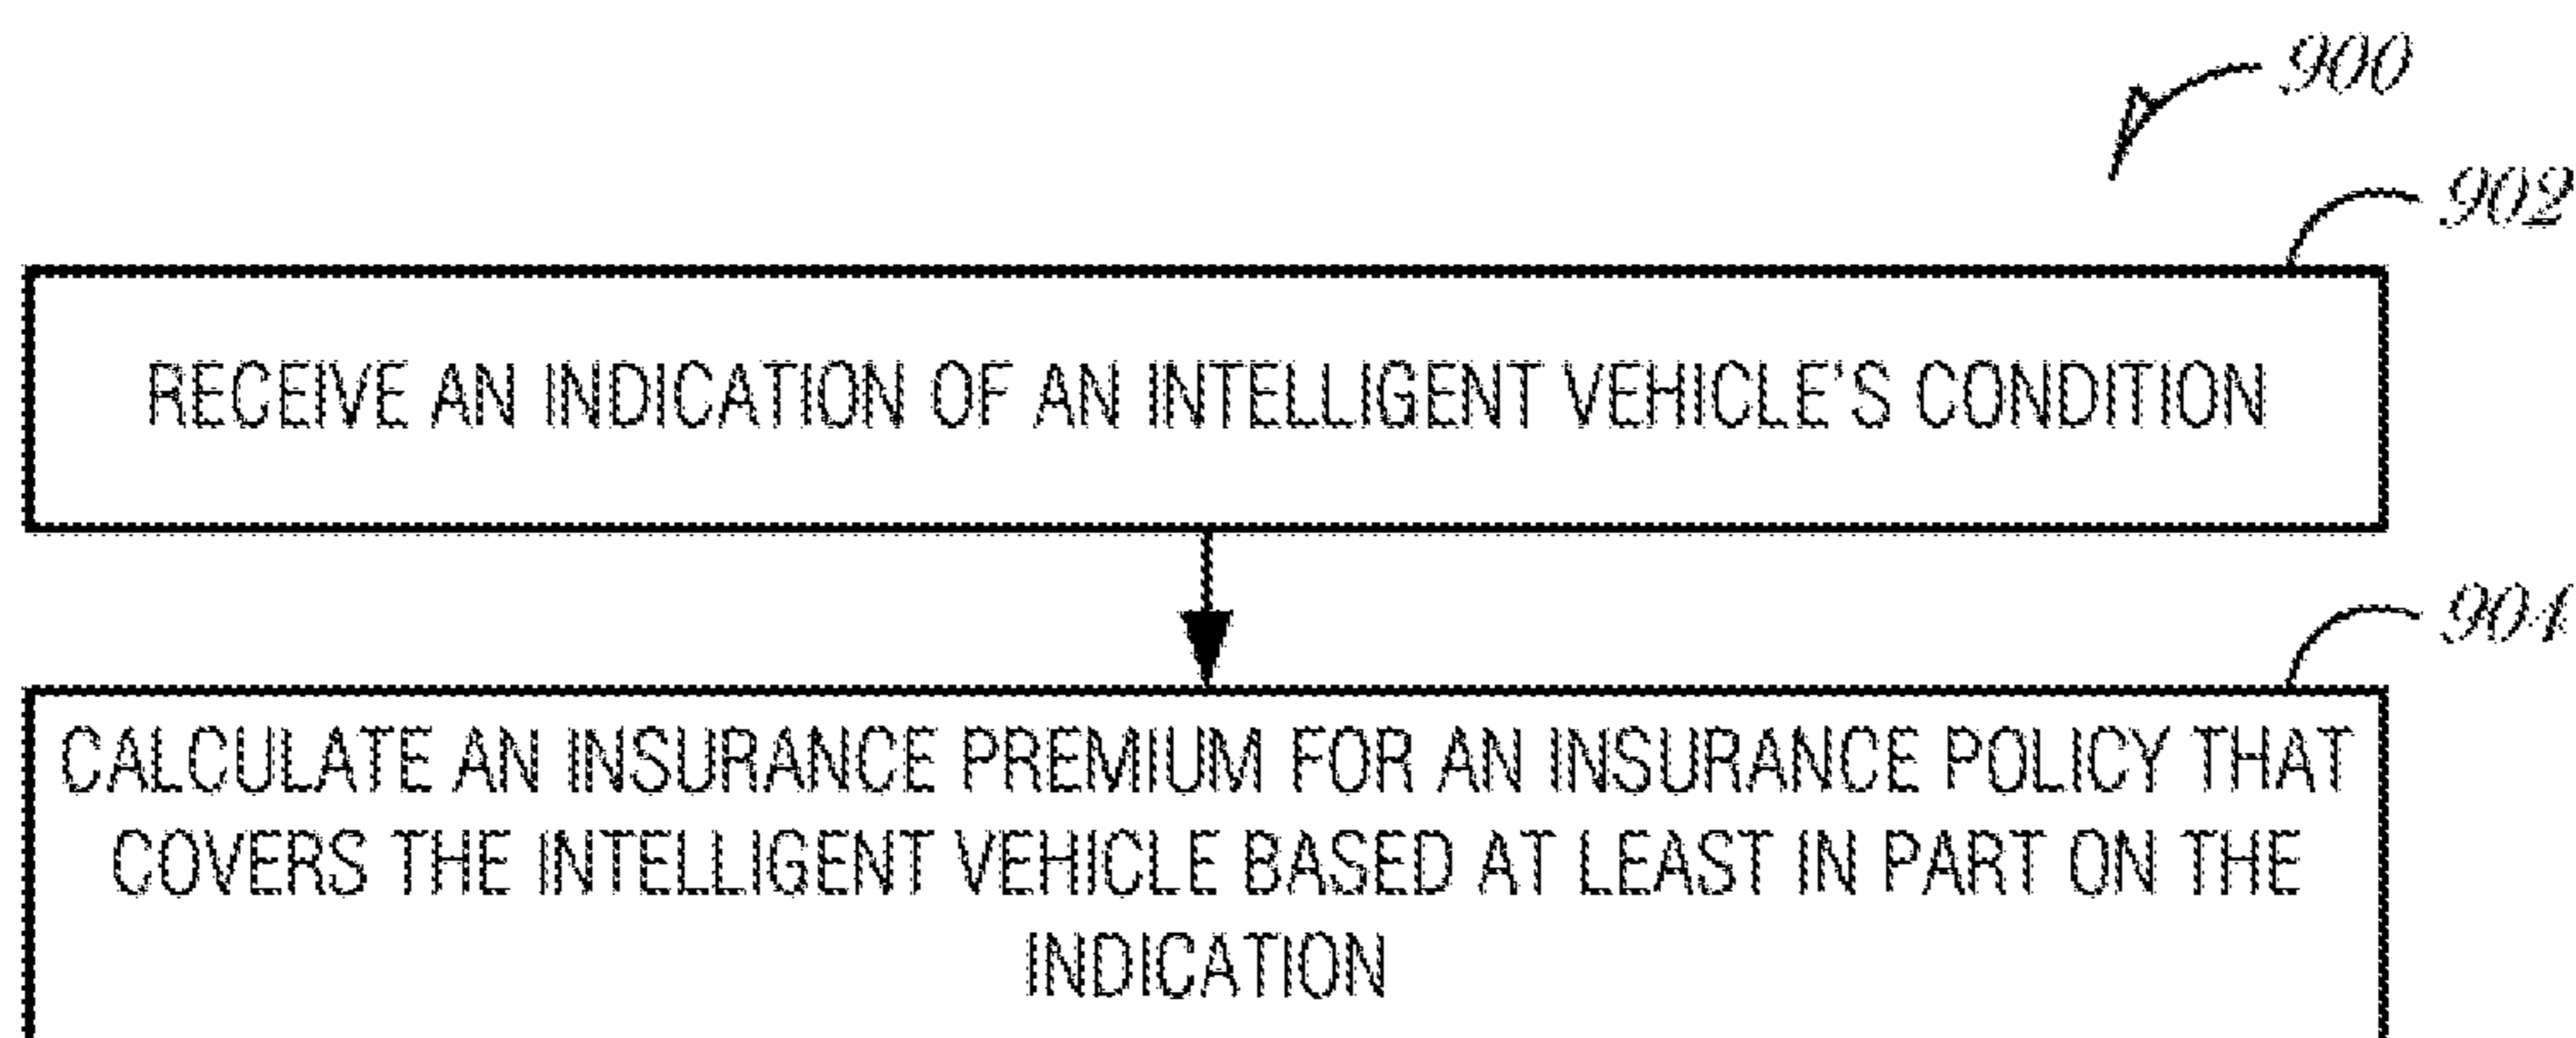 900
902
RECEIVE AN INDICATION OF AN INTELLIGENT VEHICLE'S CONDITION
904
CALCULATE AN INSURANCE PREMIUM FOR AN INSURANCE POLICY THAT
COVERS THE INTELLIGENT VEHICLE BASED AT LEAST IN PART ON THE
INDICATION